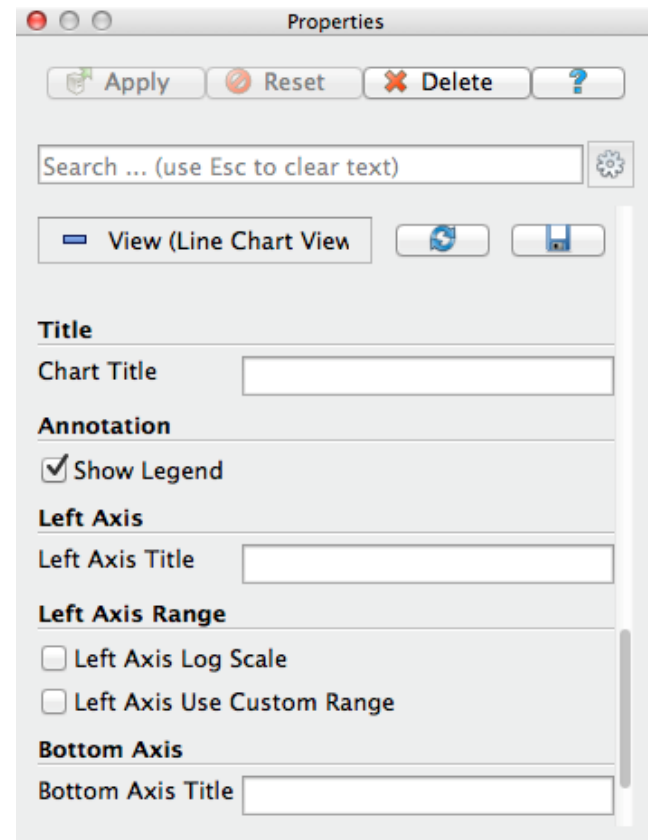 Properties
Apply Reset Delete ?
Search ... (use Esc to clear text)
View (Line Chart View
Title
Chart Title
Annotation
Show Legend
Left Axis
Left Axis Title
Left Axis Range
Left Axis Log Scale
Left Axis Use Custom Range
Bottom Axis
Bottom Axis Title